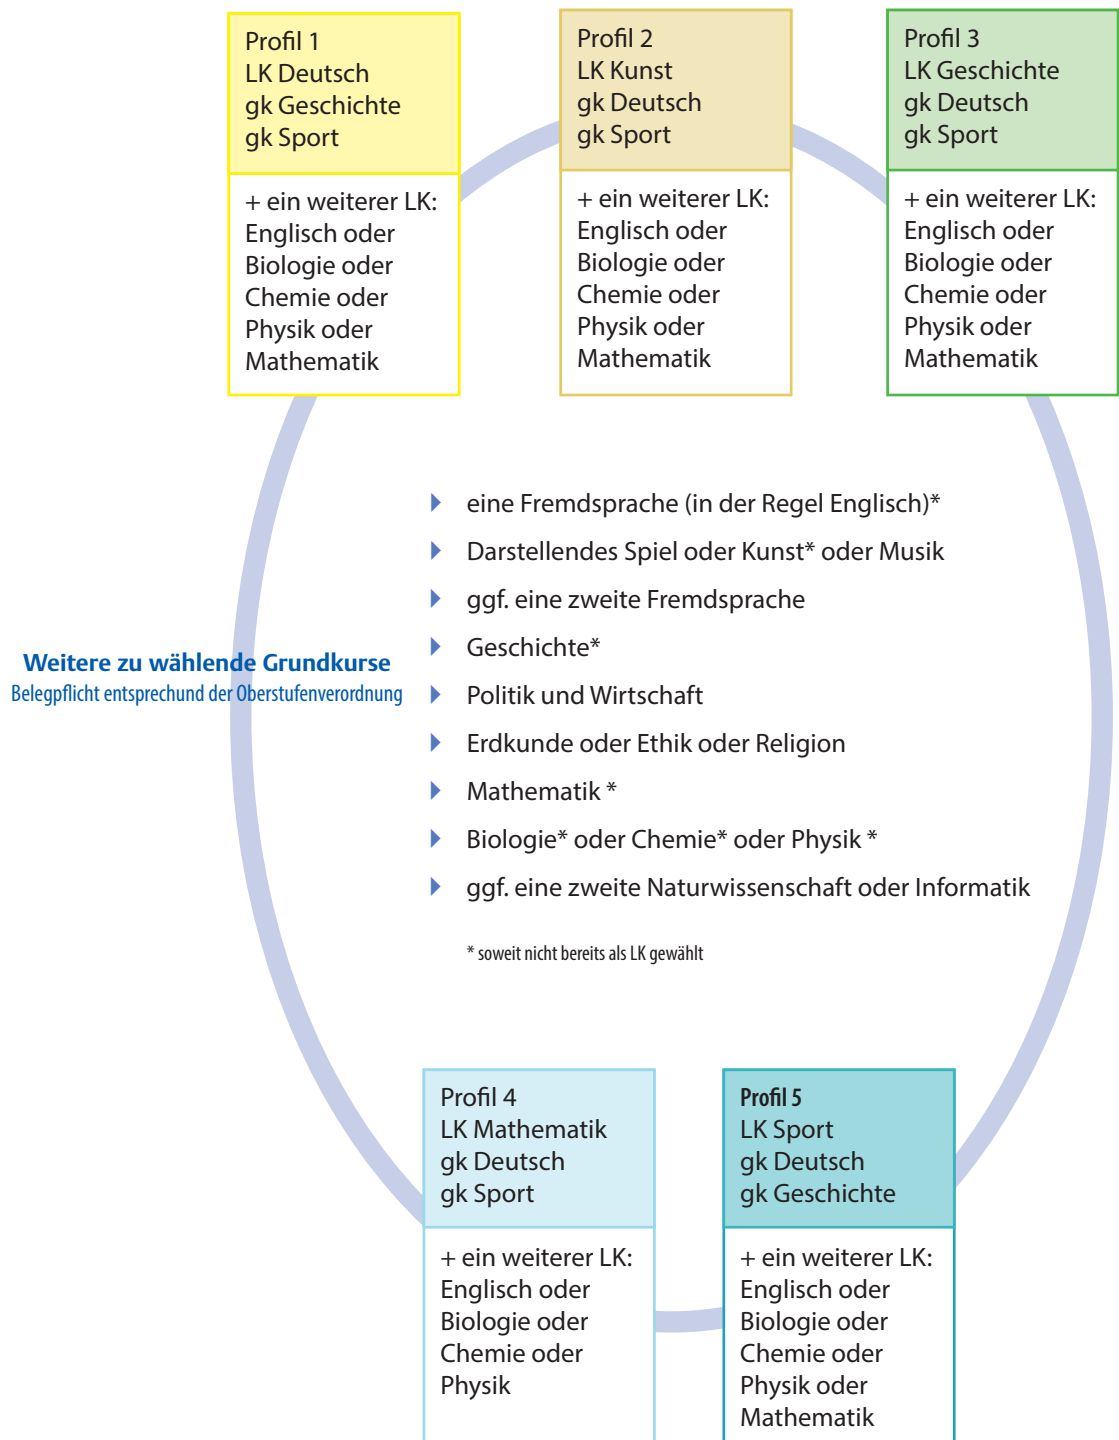 Profil 1
LK Deutsch
gk Geschichte
gk Sport
+ ein weiterer LK:
Englisch oder
Biologie oder
Chemie oder
Physik oder
Mathematik
Profil 2
LK Kunst
gk Deutsch
gk Sport
+ ein weiterer LK:
Englisch oder
Biologie oder
Chemie oder
Physik oder
Mathematik
Profil 3
LK Geschichte
gk Deutsch
gk Sport
+ ein weiterer LK:
Englisch oder
Biologie oder
Chemie oder
Physik oder
Mathematik
Weitere zu wählende Grundkurse
Belegpflicht entsprechund der Oberstufenverordnung
eine Fremdsprache (in der Regel Englisch)*
Darstellendes Spiel oder Kunst* oder Musik
ggf. eine zweite Fremdsprache
Geschichte*
Politik und Wirtschaft
Erdkunde oder Ethik oder Religion
Mathematik *
Biologie* oder Chemie* oder Physik *
ggf. eine zweite Naturwissenschaft oder Informatik
* soweit nicht bereits als LK gewählt
Profil 4
LK Mathematik
gk Deutsch
gk Sport
+ ein weiterer LK:
Englisch oder
Biologie oder
Chemie oder
Physik
Profil 5
LK Sport
gk Deutsch
gk Geschichte
+ ein weiterer LK:
Englisch oder
Biologie oder
Chemie oder
Physik oder
Mathematik